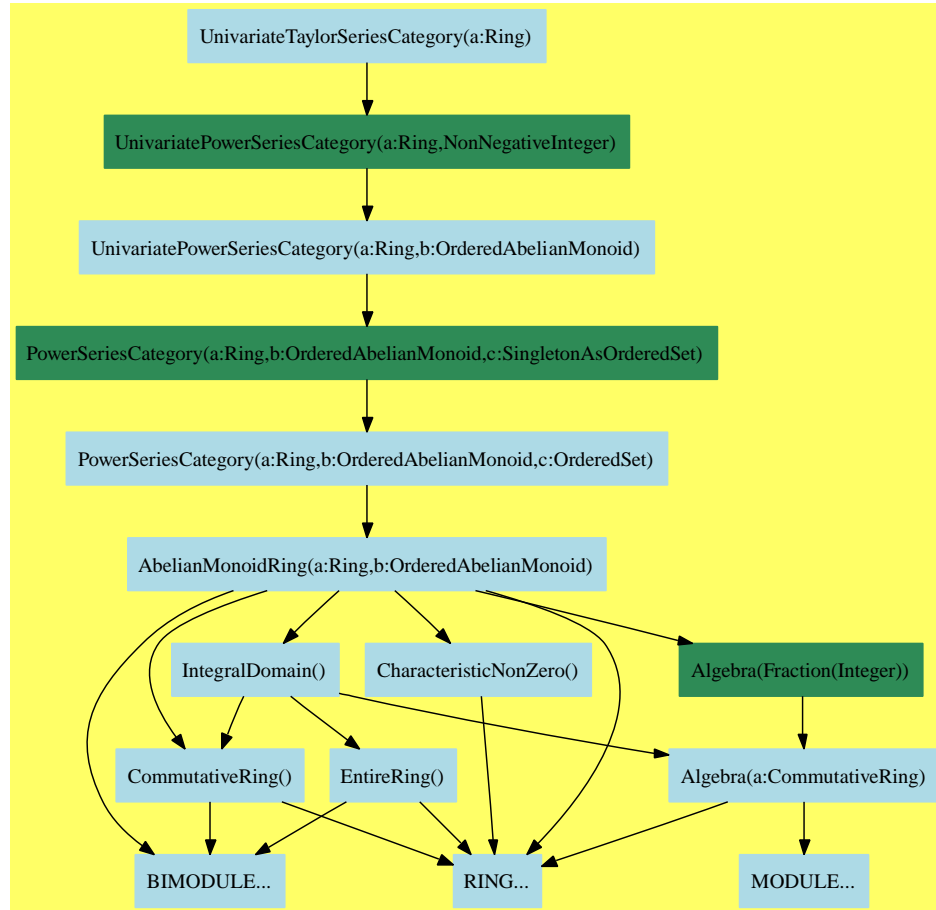 UnivariateTaylorSeriesCategory(a:Ring)
UnivariatePowerSeriesCategory(a:Ring,NonNegativeInteger)
UnivariatePowerSeriesCategory(a:Ring,b:OrderedAbelianMonoid)
PowerSeriesCategory(a:Ring,b:OrderedAbelianMonoid,c:SingletonAsOrderedSet)
PowerSeriesCategory(a:Ring,b:OrderedAbelianMonoid,c:OrderedSet)
AbelianMonoidRing(a:Ring,b:OrderedAbelianMonoid)
IntegralDomain()
CharacteristicNonZero()
Algebra(Fraction(Integer))
CommutativeRing()
EntireRing()
Algebra(a:CommutativeRing)
BIMODULE...
RING...
MODULE...